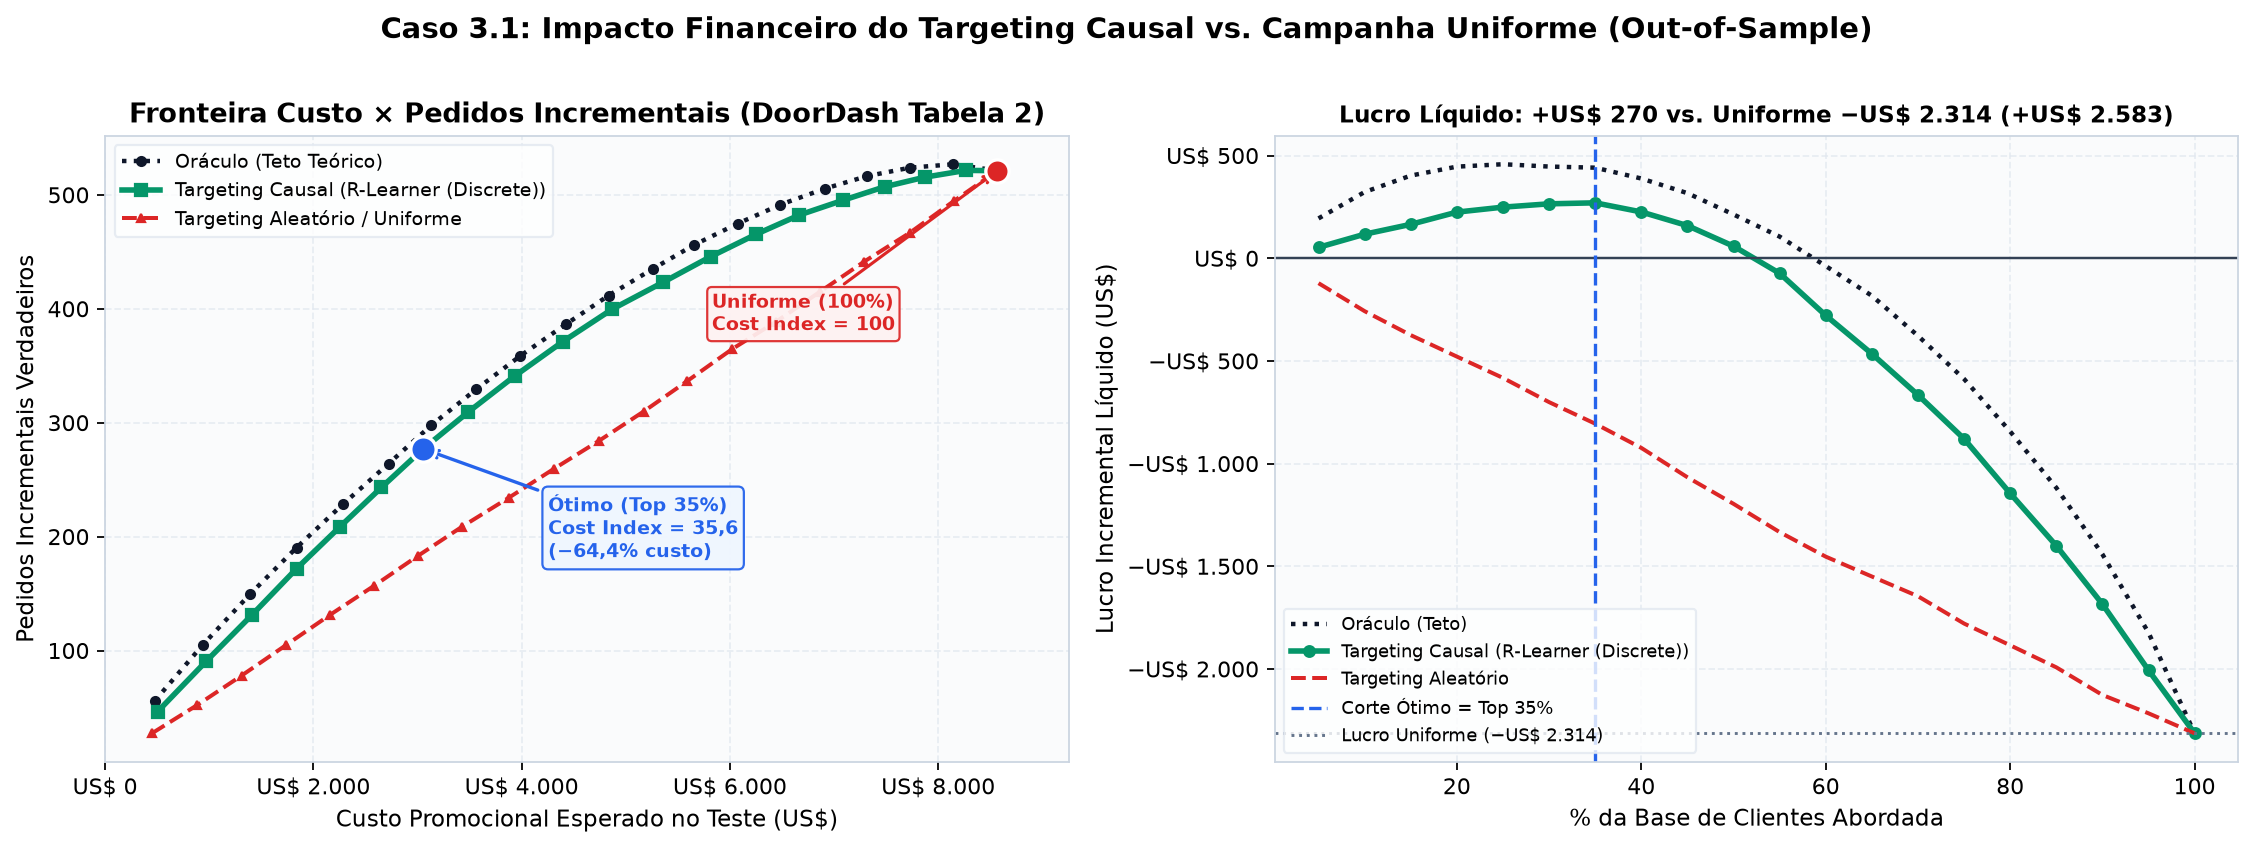 Caso 3.1: Impacto Financeiro do Targeting Causal vs. Campanha Uniforme (Out-of-Sample)
Fronteira Custo × Pedidos Incrementais (DoorDash Tabela 2)
Oráculo (Teto Teórico)
Targeting Causal (R-Learner (Discrete))
Targeting Aleatório / Uniforme
Uniforme (100%)
Cost Index = 100
Ótimo (Top 35%)
Cost Index = 35,6
(−64,4% custo)
Pedidos Incrementais Verdadeiros
500
400
300
200
100
US$ 0
US$ 2.000
US$ 4.000
US$ 6.000
US$ 8.000
Custo Promocional Esperado no Teste (US$)
Lucro Líquido: +US$ 270 vs. Uniforme −US$ 2.314 (+US$ 2.583)
Lucro Incremental Líquido (US$)
US$ 500
US$ 0
−US$ 500
−US$ 1.000
−US$ 1.500
−US$ 2.000
Oráculo (Teto)
Targeting Causal (R-Learner (Discrete))
Targeting Aleatório
Corte Ótimo = Top 35%
Lucro Uniforme (−US$ 2.314)
20
40
60
80
100
% da Base de Clientes Abordada